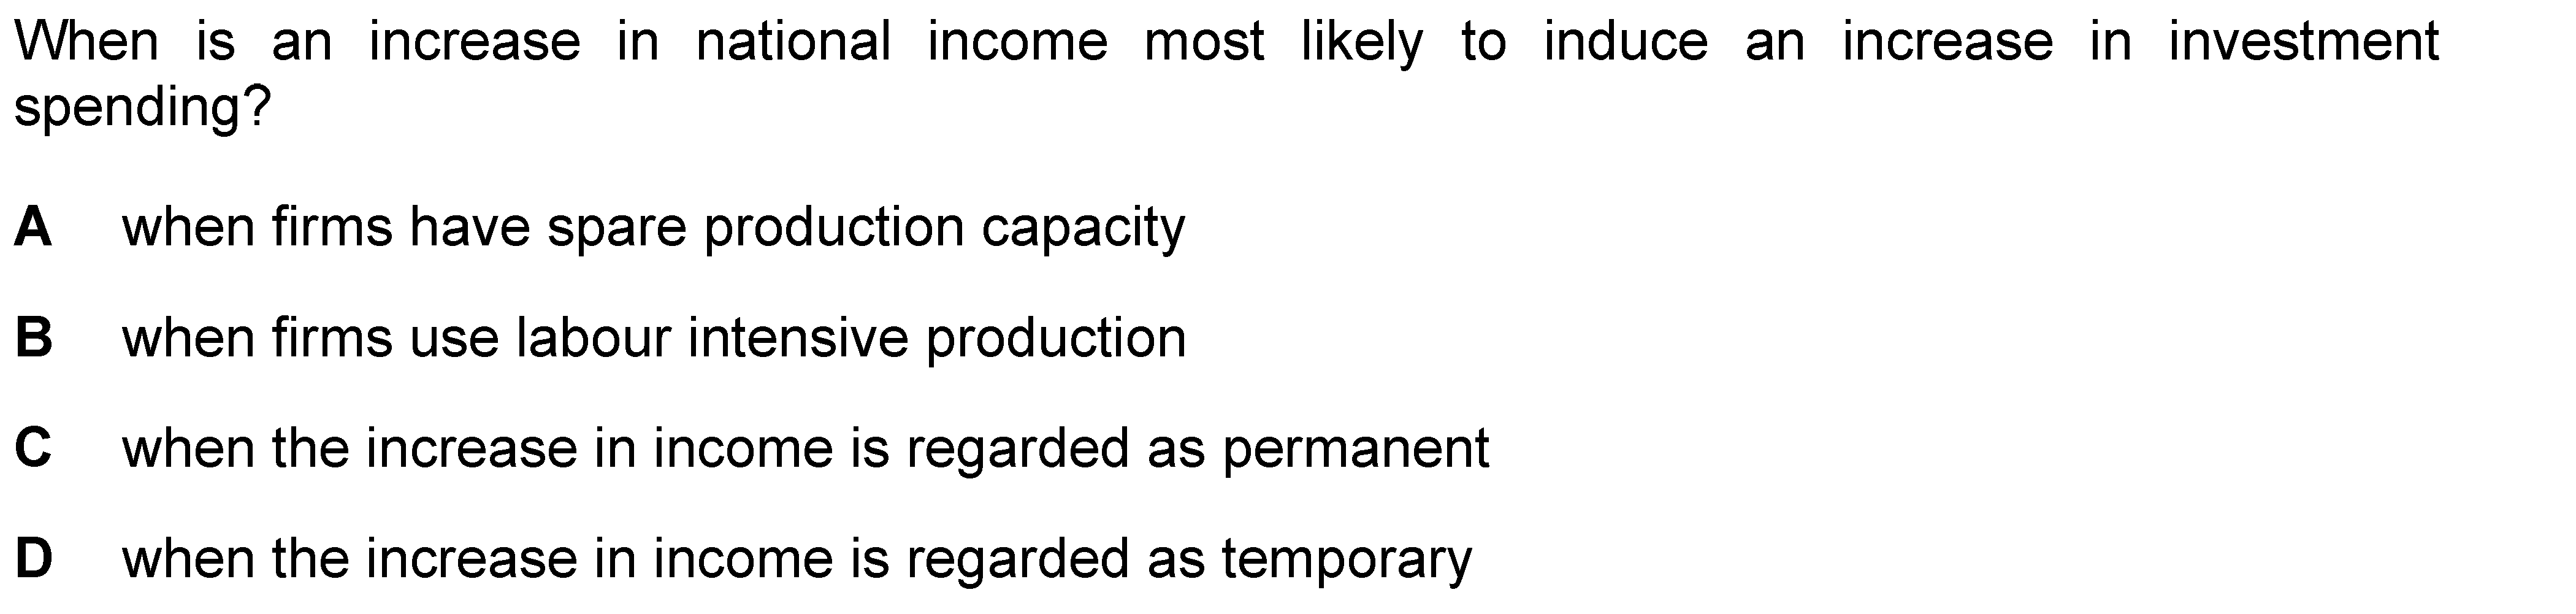 When is an increase in national income most likely to induce an increase in investment
spending?
A when firms have spare production capacity
B when firms use labour intensive production
C when the increase in income is regarded as permanent
D when the increase in income is regarded as temporary